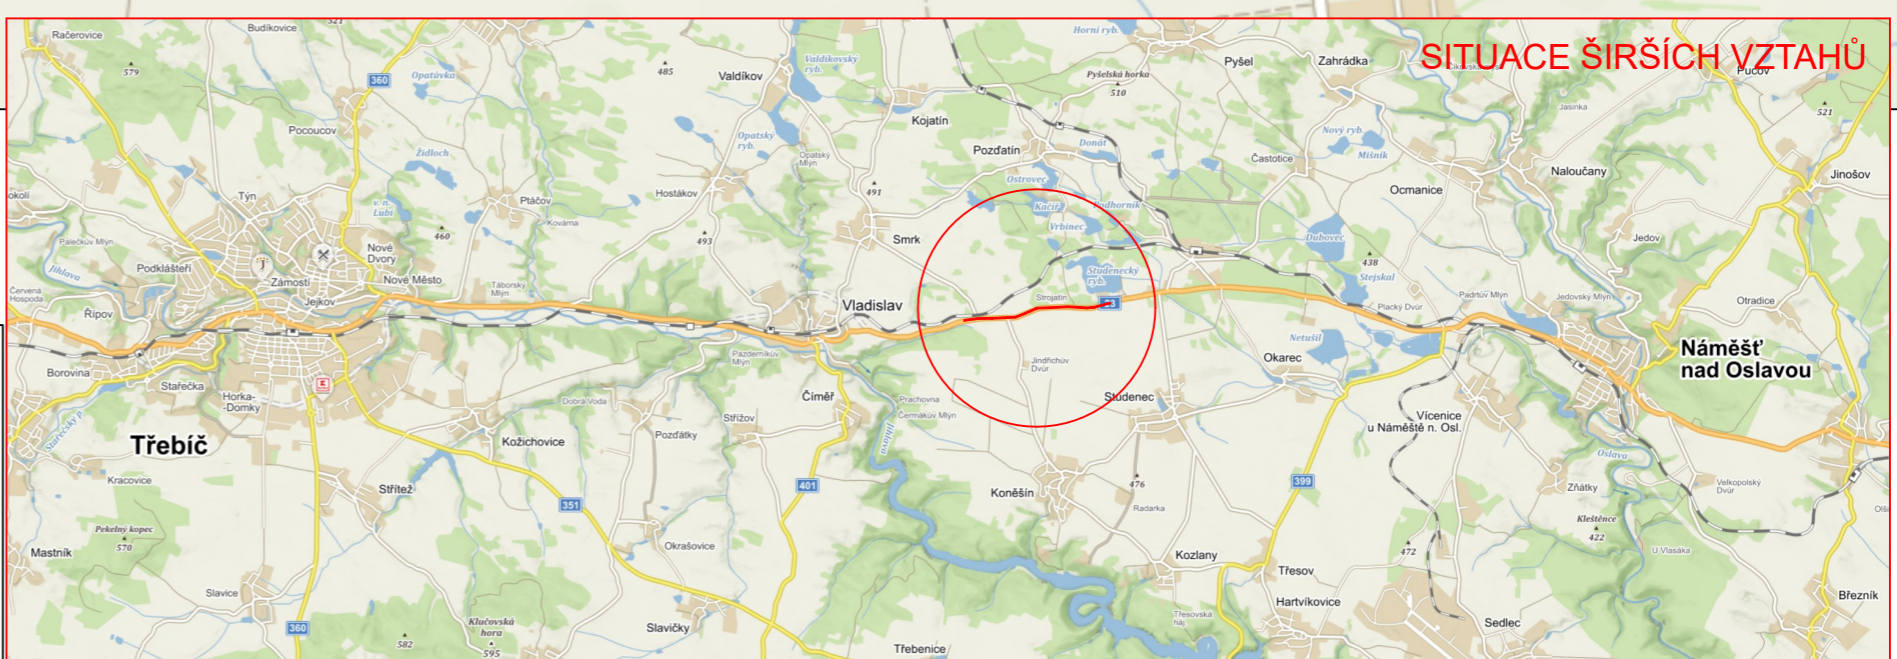 SITUACE ŠIRŠÍCH VZTAHŮ
Račerovice
579
Budíkovice
521
360
Opatávka
485
Valdíkov
Valdíkovský
ryb.
Horní ryb.
Pyšelská horka
510
Pyšel
Zahrádka
Pucov
521
Jasinka
Pocoucov
Židloch
Opatský
ryb.
Opatský
Mlýn
Kojatín
Pozďatín
Donát
Nový ryb.
Mišník
Častotice
Ocmanice
Naloučany
Jinošov
okolí
Týn
v. n.
Lubí
Ptáčov
Kovárna
Hostákov
491
Ostrovec
Kačíř
Podhorník
Vrbinec
Palečkův Mlýn
Jihlava
Podklášteří
Zámostí
Nové
Dvory
460
493
Smrk
Dubovec
438
Jedov
Červená
Hospoda
Řípov
Jejkov
Nové Město
Táborský
Mlýn
Vladislav
Studenecký
ryb.
Strojatín
23
Stejskal
Placký Dvůr
Padrtův Mlýn
Jedovský Mlýn
Otradice
Borovina
Stařečka
Horka-
-Domky
Pazderníkův
Mlýn
Jindřichův
Dvůr
Netušil
Okarec
Náměšť
nad Oslavou
Stařečský p.
Třebíč
Kožichovice
Dobrá Voda
Pozďátky
Střížov
Číměř
Prachovna
Čermákův Mlýn
Jihlava
Studenec
Vícenice
u Náměště n. Osl.
Oslava
Kracovice
Střítež
351
401
Koněšín
476
Radarka
399
Zňátky
Velkopolský
Dvůr
Pekelný kopec
570
Mastník
Okrašovice
Kozlany
Třesov
472
Kleštěnce
422
U Vlasáka
Slavice
360
582
Klučovská
hora
595
Slavičky
Třebenice
Třesovská
háj
Hartvíkovice
Sedlec
Březník